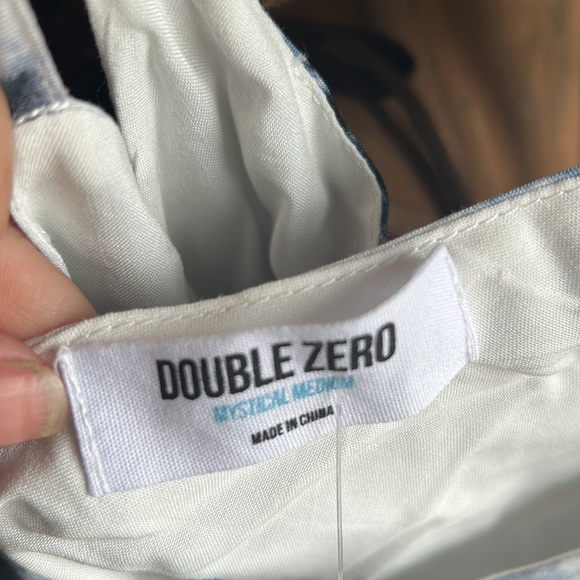 DOUBLE ZERO
MYSTICAL MEDIUM
MADE IN CHINA